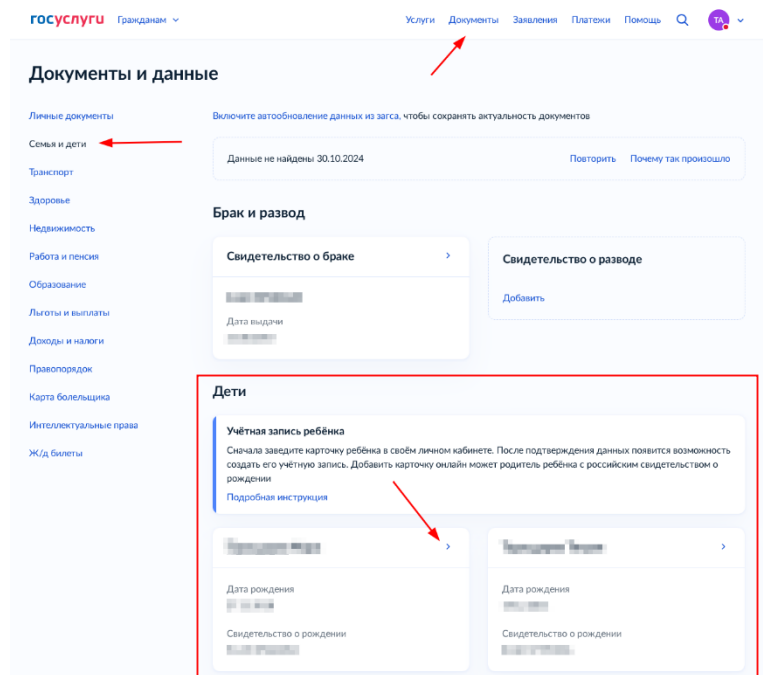 госуслуги Гражданам Услуги Документы Заявления Платежи Помощь ТА
Документы и данные
Личные документы
Семья и дети
Транспорт
Здоровье
Недвижимость
Работа и пенсия
Образование
Льготы и выплаты
Доходы и налоги
Правопорядок
Карта болельщика
Интеллектуальные права
Ж/д билеты
Включите автообновление данных из загса, чтобы сохранять актуальность документов
Данные не найдены 30.10.2024 Повторить Почему так произошло
Брак и развод
Свидетельство о браке
Дата выдачи
Свидетельство о разводе
Добавить
Дети
Учётная запись ребёнка
Сначала заведите карточку ребёнка в своём личном кабинете. После подтверждения данных появится возможность
создать его учётную запись. Добавить карточку онлайн может родитель ребёнка с российским свидетельством о
рождении
Подробная инструкция
Дата рождения
Свидетельство о рождении
Дата рождения
Свидетельство о рождении